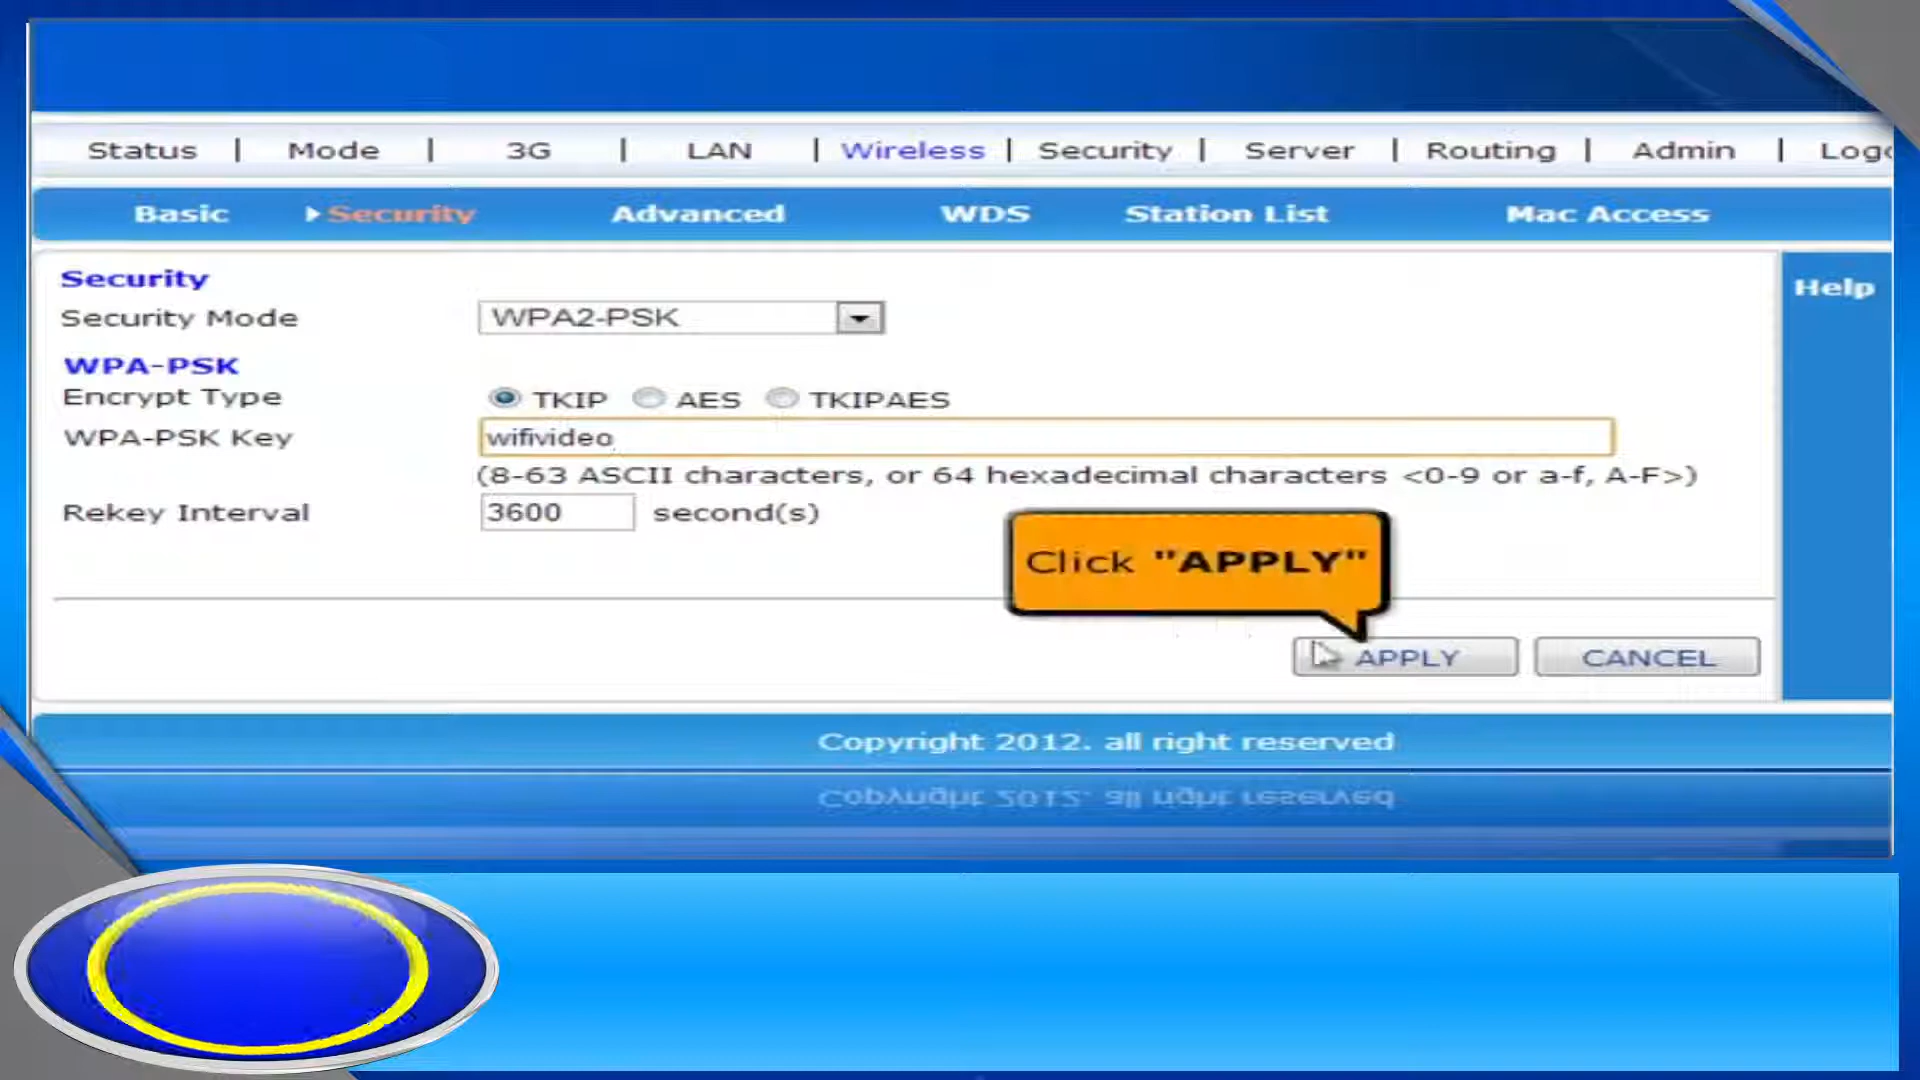 Status | Mode | 3G | LAN | Wireless | Security | Server | Routing | Admin |
Basic Security Advanced WDS Station List Mac Access
Security
Help
Security Mode WPA2-PSK
WPA-PSK
Encrypt Type TKIP AES TKIPAES
WPA-PSK Key wifivideo
(8-63 ASCII characters, or 64 hexadecimal characters <0-9 or a-f, A-F>)
Rekey Interval 3600 second(s)
Click "APPLY"
APPLY CANCEL
Copyright 2012. all right reserved